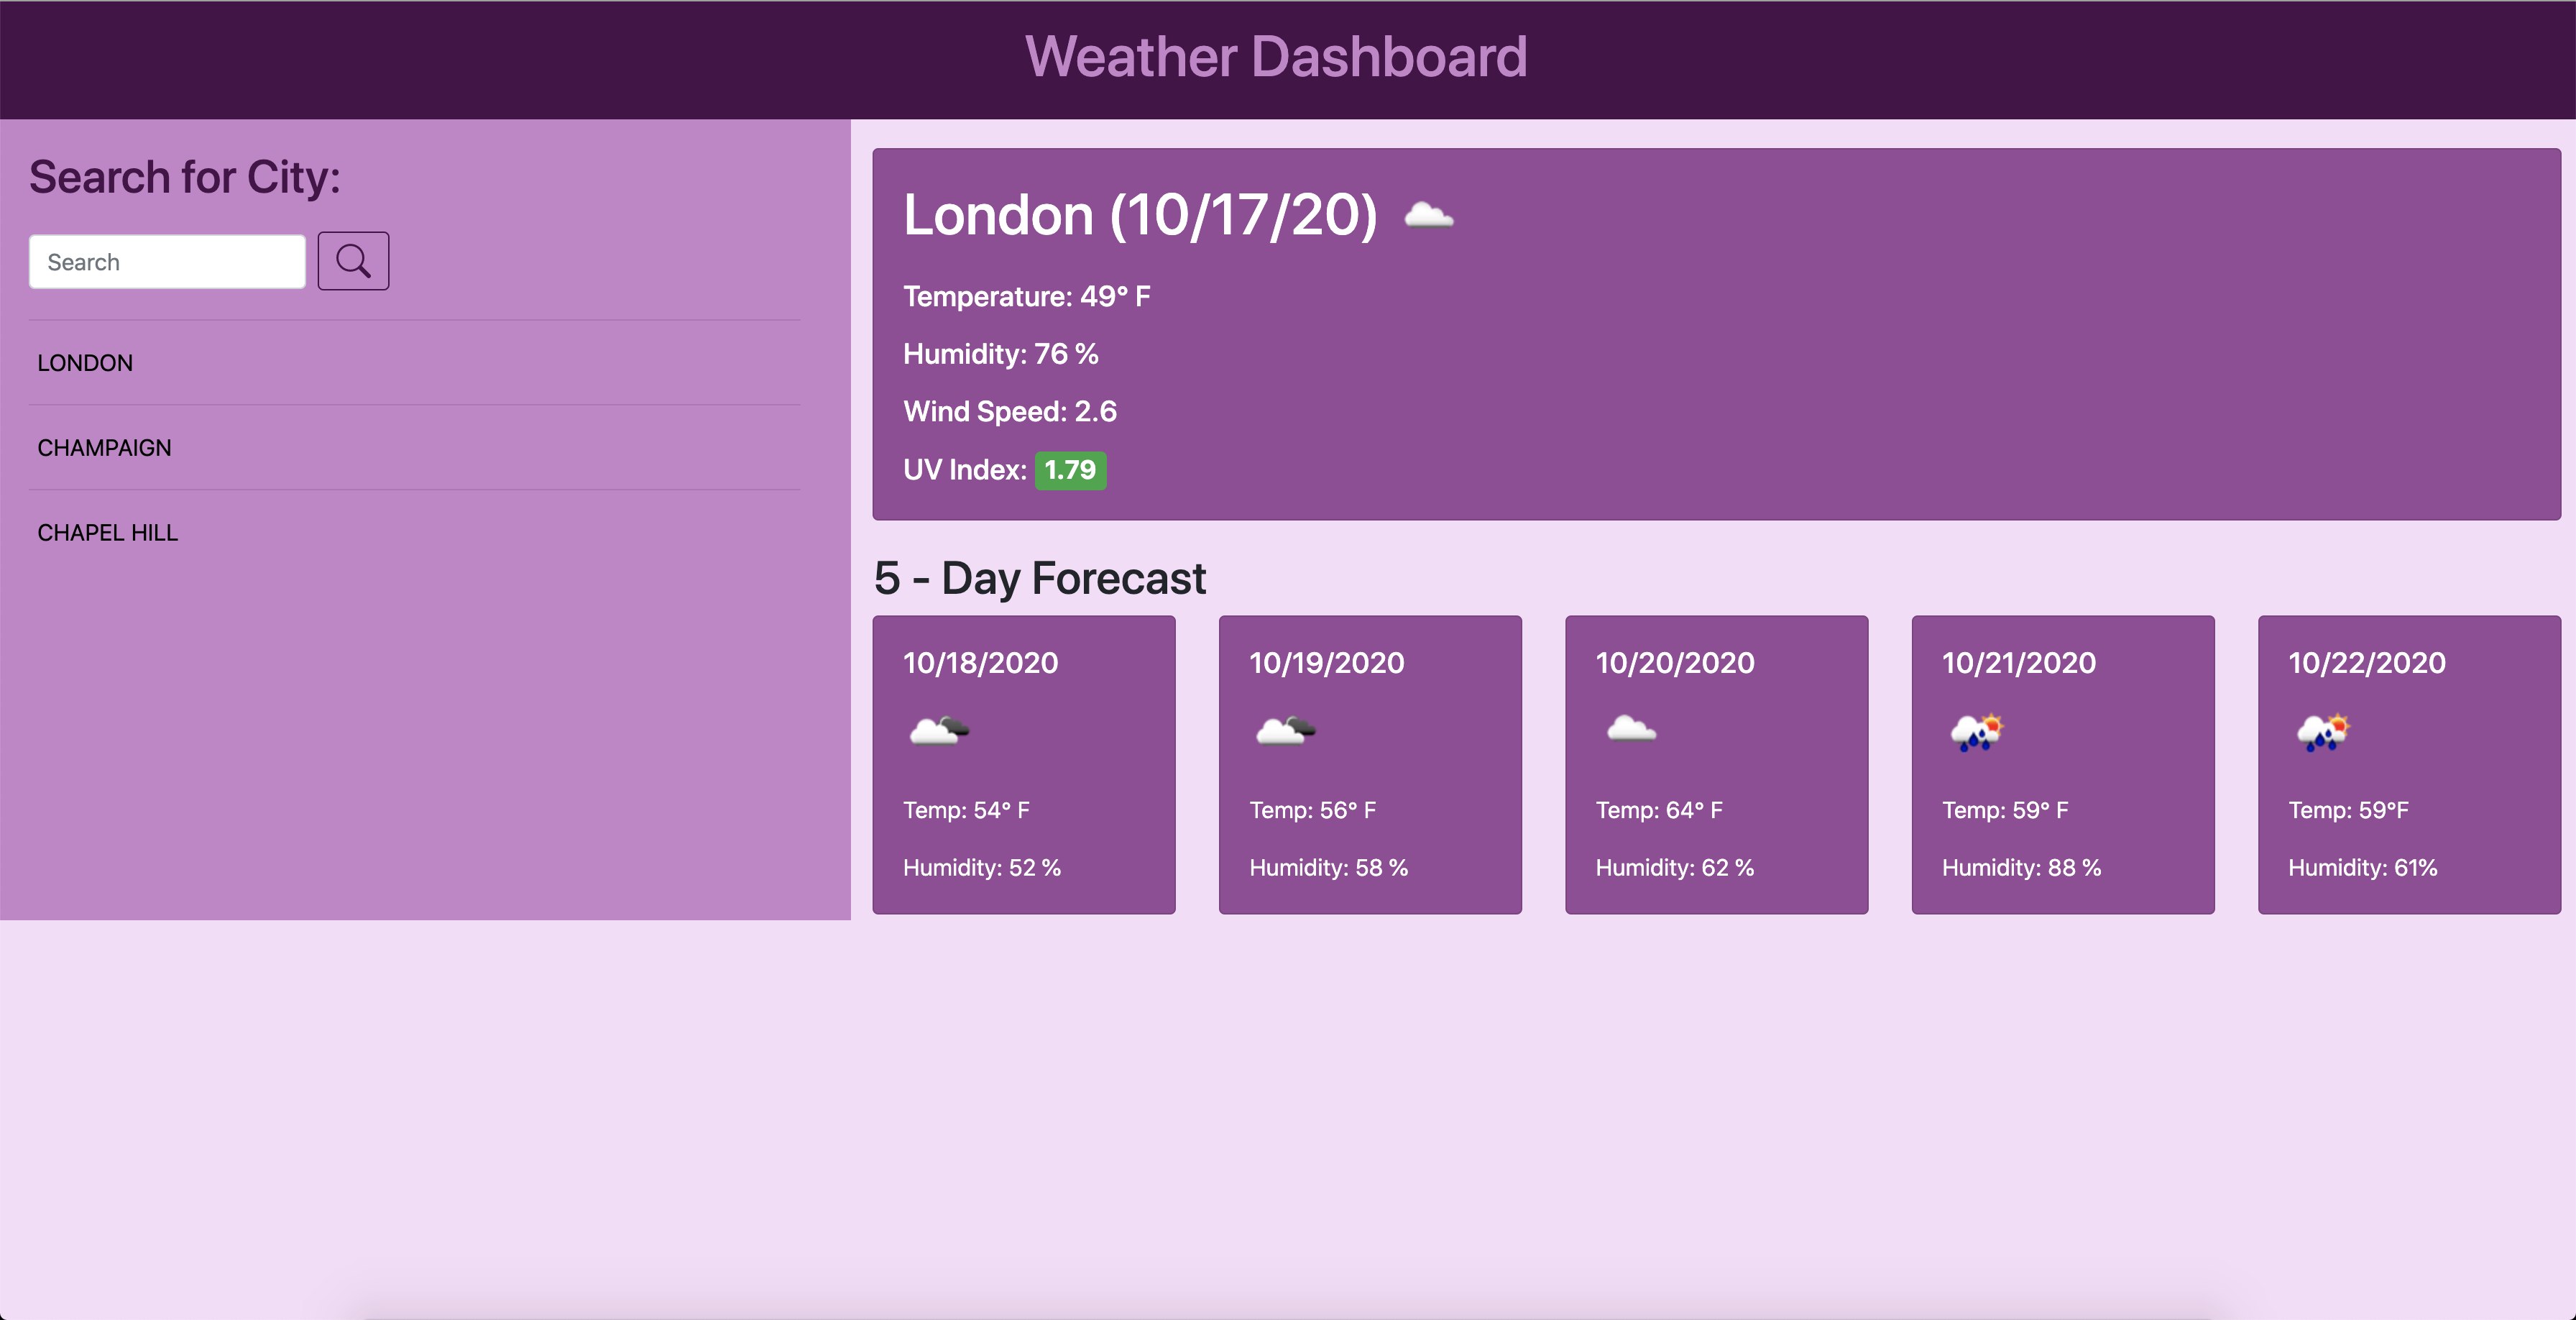 Weather Dashboard
Search for City:
Search
LONDON
CHAMPAIGN
CHAPEL HILL
London (10/17/20)
Temperature: 49° F
Humidity: 76 %
Wind Speed: 2.6
UV Index: 1.79
5 - Day Forecast
10/18/2020
Temp: 54° F
Humidity: 52 %
10/19/2020
Temp: 56° F
Humidity: 58 %
10/20/2020
Temp: 64° F
Humidity: 62 %
10/21/2020
Temp: 59° F
Humidity: 88 %
10/22/2020
Temp: 59°F
Humidity: 61%